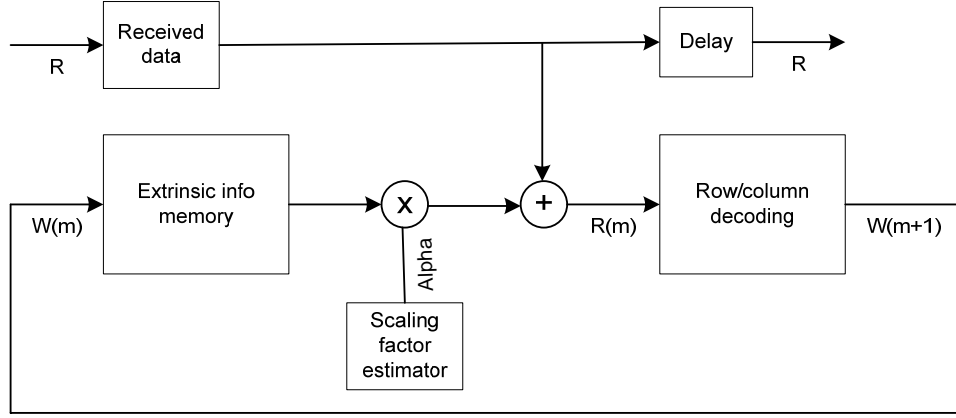 Received
data
Delay
R
R
Extrinsic info
memory
X
+
Row/column
decoding
W(m)
R(m)
W(m+1)
Alpha
Scaling
factor
estimator